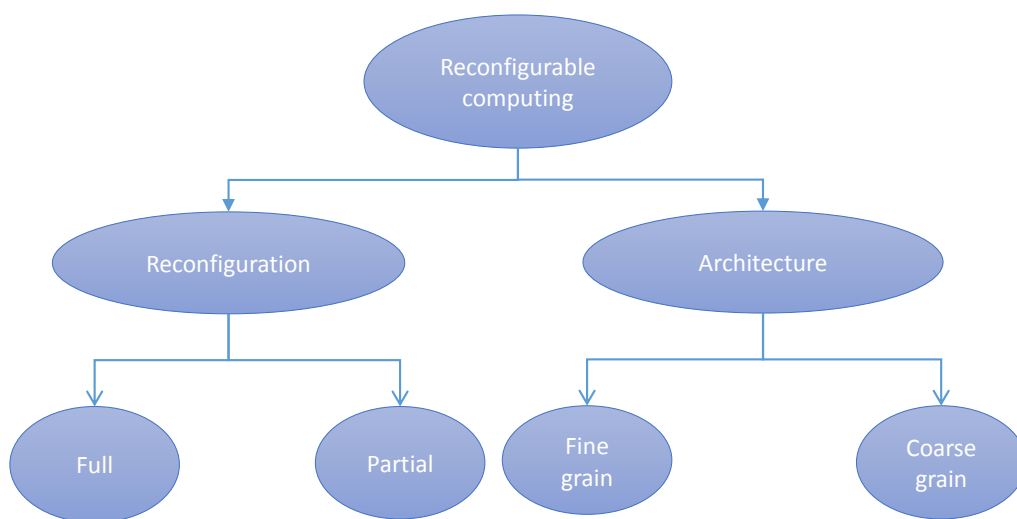 Reconfigurable
computing
Reconfiguration
Architecture
Full
Partial
Fine
grain
Coarse
grain